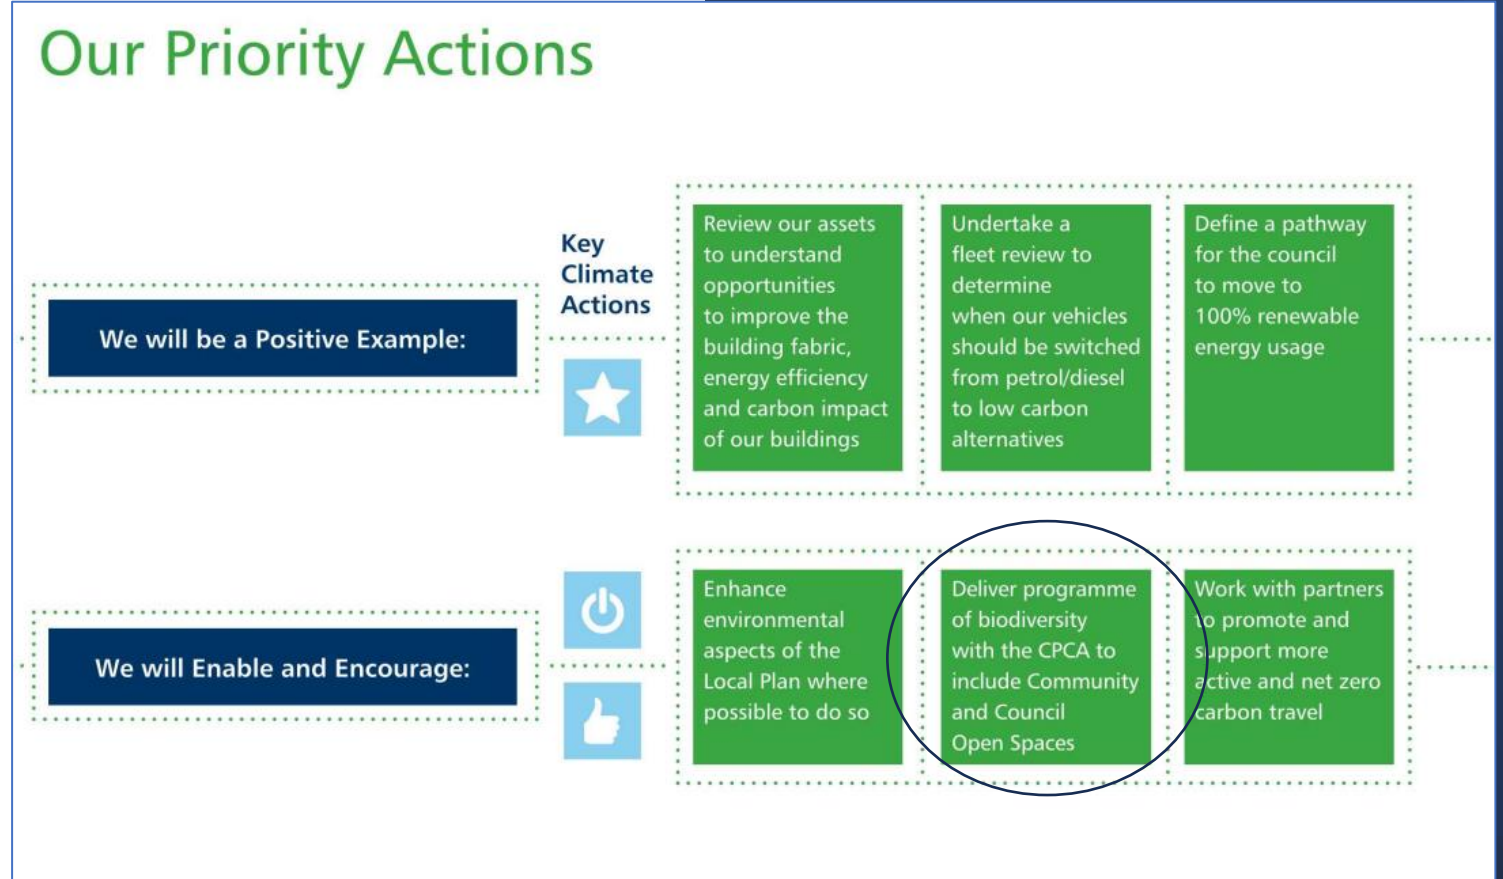 Our Priority Actions
We will be a Positive Example:
Key
Climate
Actions
Review our assets
to understand
opportunities
to improve the
building fabric,
energy efficiency
and carbon impact
of our buildings
Undertake a
fleet review to
determine
when our vehicles
should be switched
from petrol/diesel
to low carbon
alternatives
Define a pathway
for the council
to move to
100% renewable
energy usage
We will Enable and Encourage:
Enhance
environmental
aspects of the
Local Plan where
possible to do so
Deliver programme
of biodiversity
with the CPCA to
include Community
and Council
Open Spaces
Work with partners
to promote and
support more
active and net zero
carbon travel